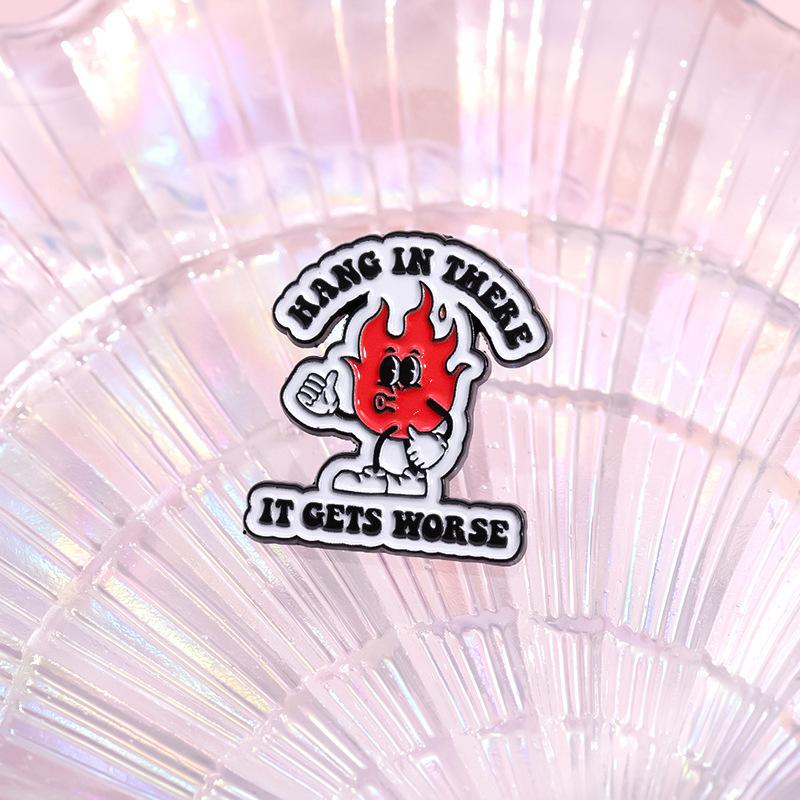 HANG IN THERE
IT GETS WORSE